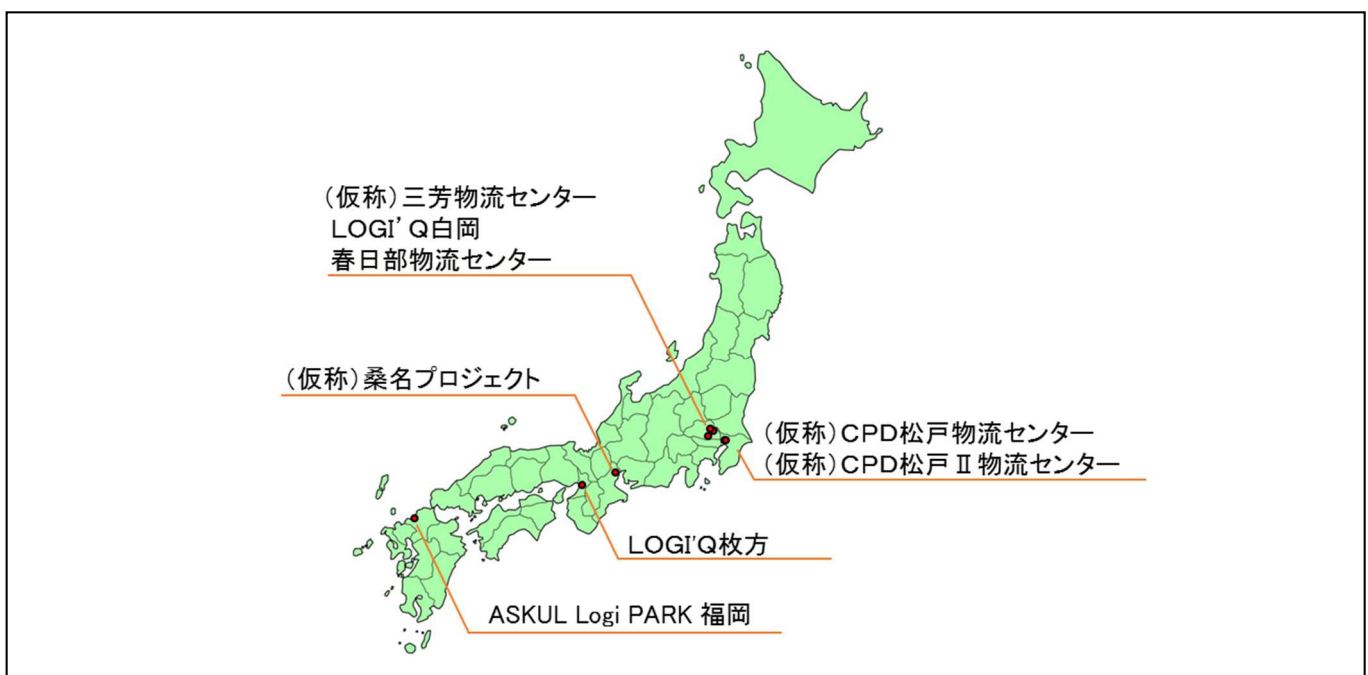 （仮称）三芳物流センター
ＬＯＧＩ’Ｑ白岡
春日部物流センター
（仮称）桑名プロジェクト
（仮称）ＣＰＤ松戸物流センター
（仮称）ＣＰＤ松戸Ⅱ物流センター
LOGI'Q枚方
ASKUL Logi PARK 福岡